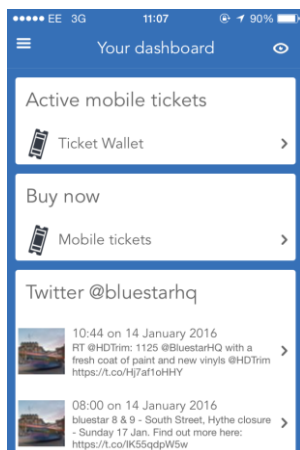 EE 3G 11:07 90%
Your dashboard
Active mobile tickets
Ticket Wallet
Buy now
Mobile tickets
Twitter @bluestarhq
10:44 on 14 January 2016
RT @HDTrim: 1125 @BluestarHQ with a
fresh coat of paint and new vinyls @HDTrim
https://t.co/Hj7af1oHHY
08:00 on 14 January 2016
bluestar 8 & 9 - South Street, Hythe closure
- Sunday 17 Jan. Find out more here:
https://t.co/IK55qdpW5w